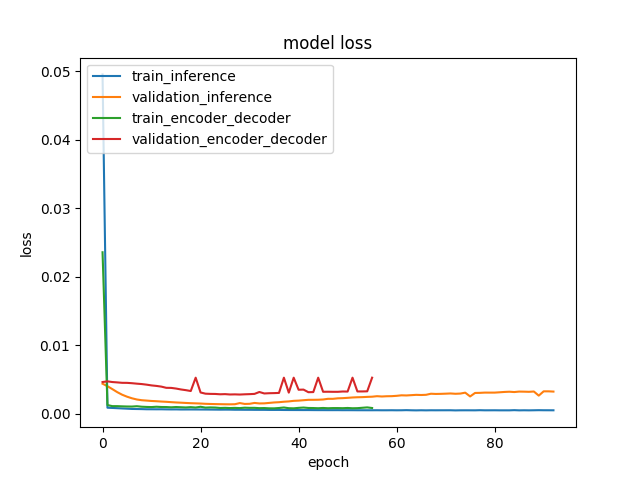 model loss
train_inference
validation_inference
train_encoder_decoder
validation_encoder_decoder
0.05
0.04
0.03
0.02
0.01
0.00
loss
0 20 40 60 80
epoch